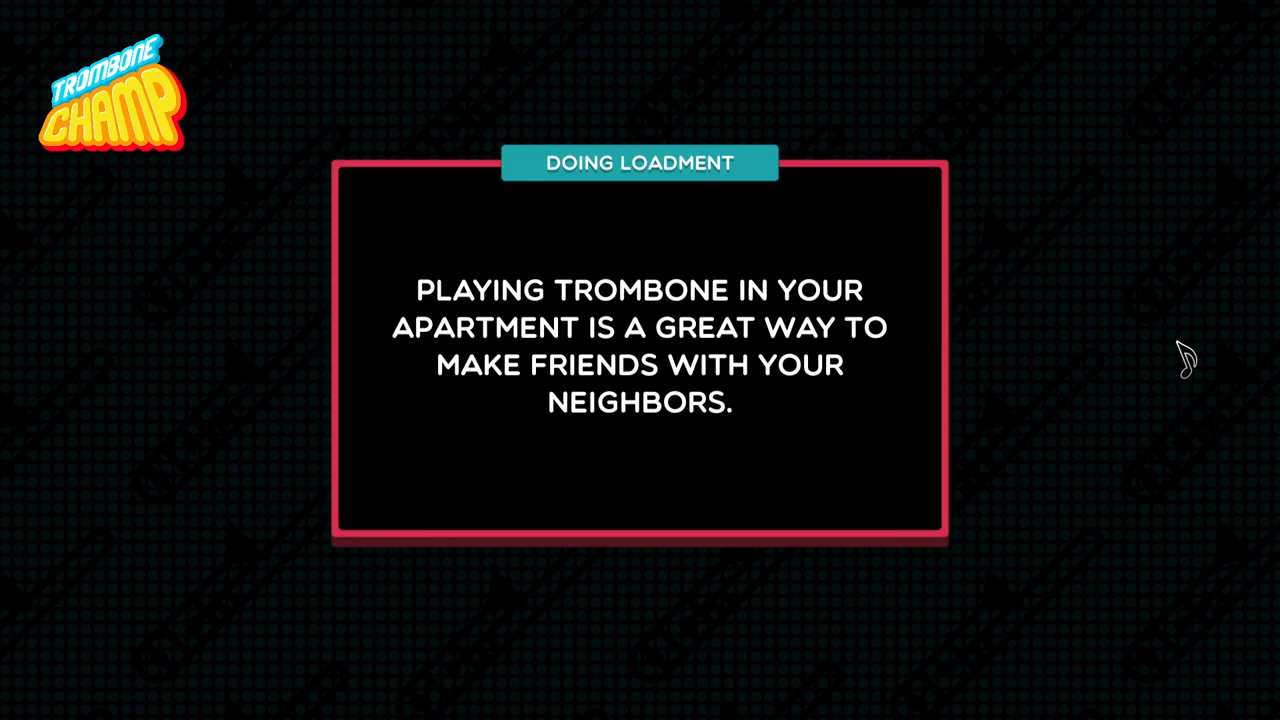 TROMBONE
CHAMP
DOING LOADMENT
PLAYING TROMBONE IN YOUR
APARTMENT IS A GREAT WAY TO
MAKE FRIENDS WITH YOUR
NEIGHBORS.